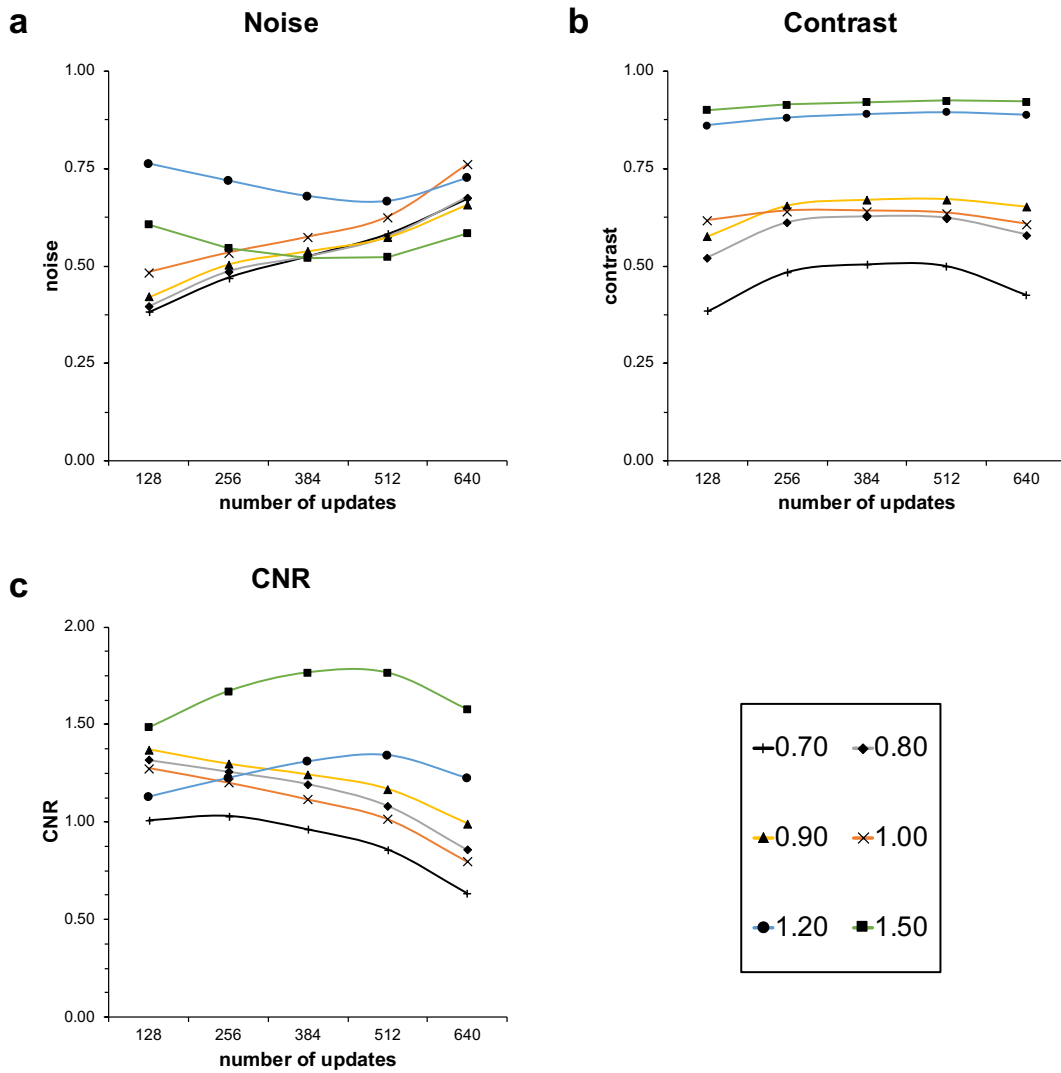 a
Noise
1.00
0.75
0.50
0.25
0.00
noise
128 256 384 512 640
number of updates
b
Contrast
1.00
0.75
0.50
0.25
0.00
contrast
128 256 384 512 640
number of updates
c
CNR
2.00
1.50
1.00
0.50
0.00
CNR
128 256 384 512 640
number of updates
0.70 0.80
0.90 1.00
1.20 1.50